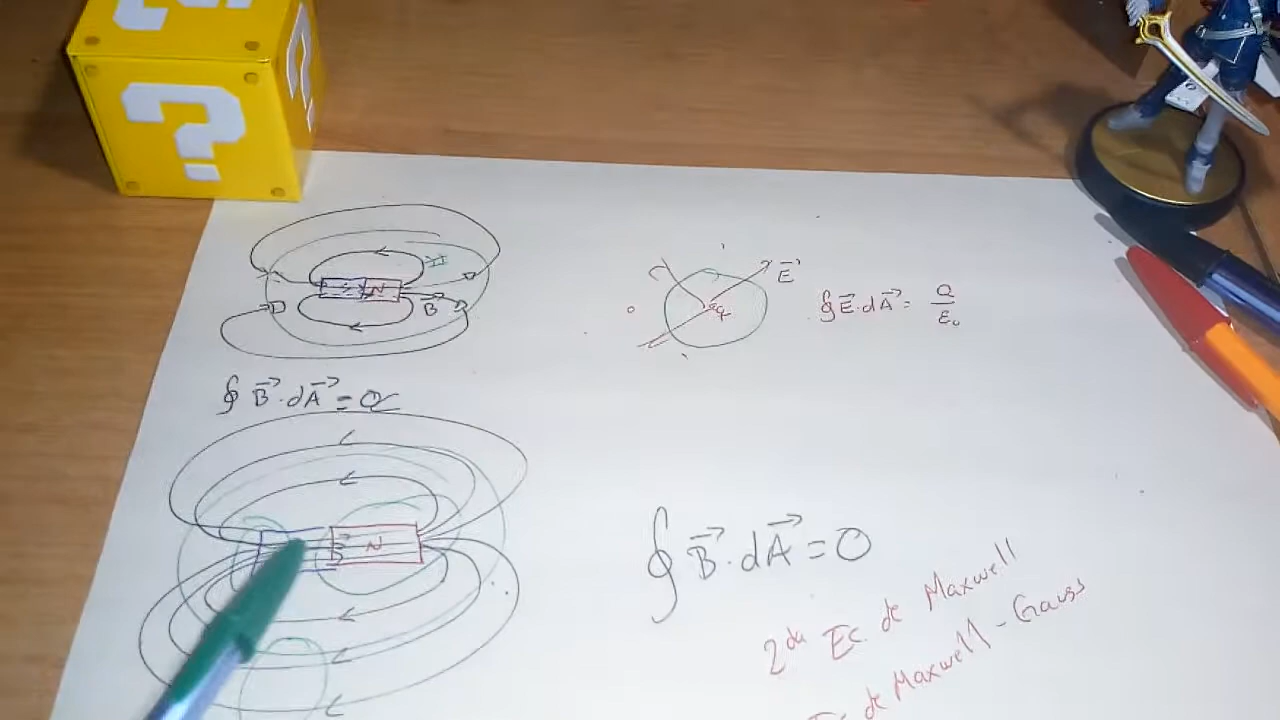 ?
N
B⃗
E⃗
q
∮ E⃗ · dA⃗ = Q / ε₀
∮ B⃗ · dA⃗ = 0
N
∮ B⃗ · dA⃗ = 0
2da Ec. de Maxwell
Ec. de Maxwell - Gauss